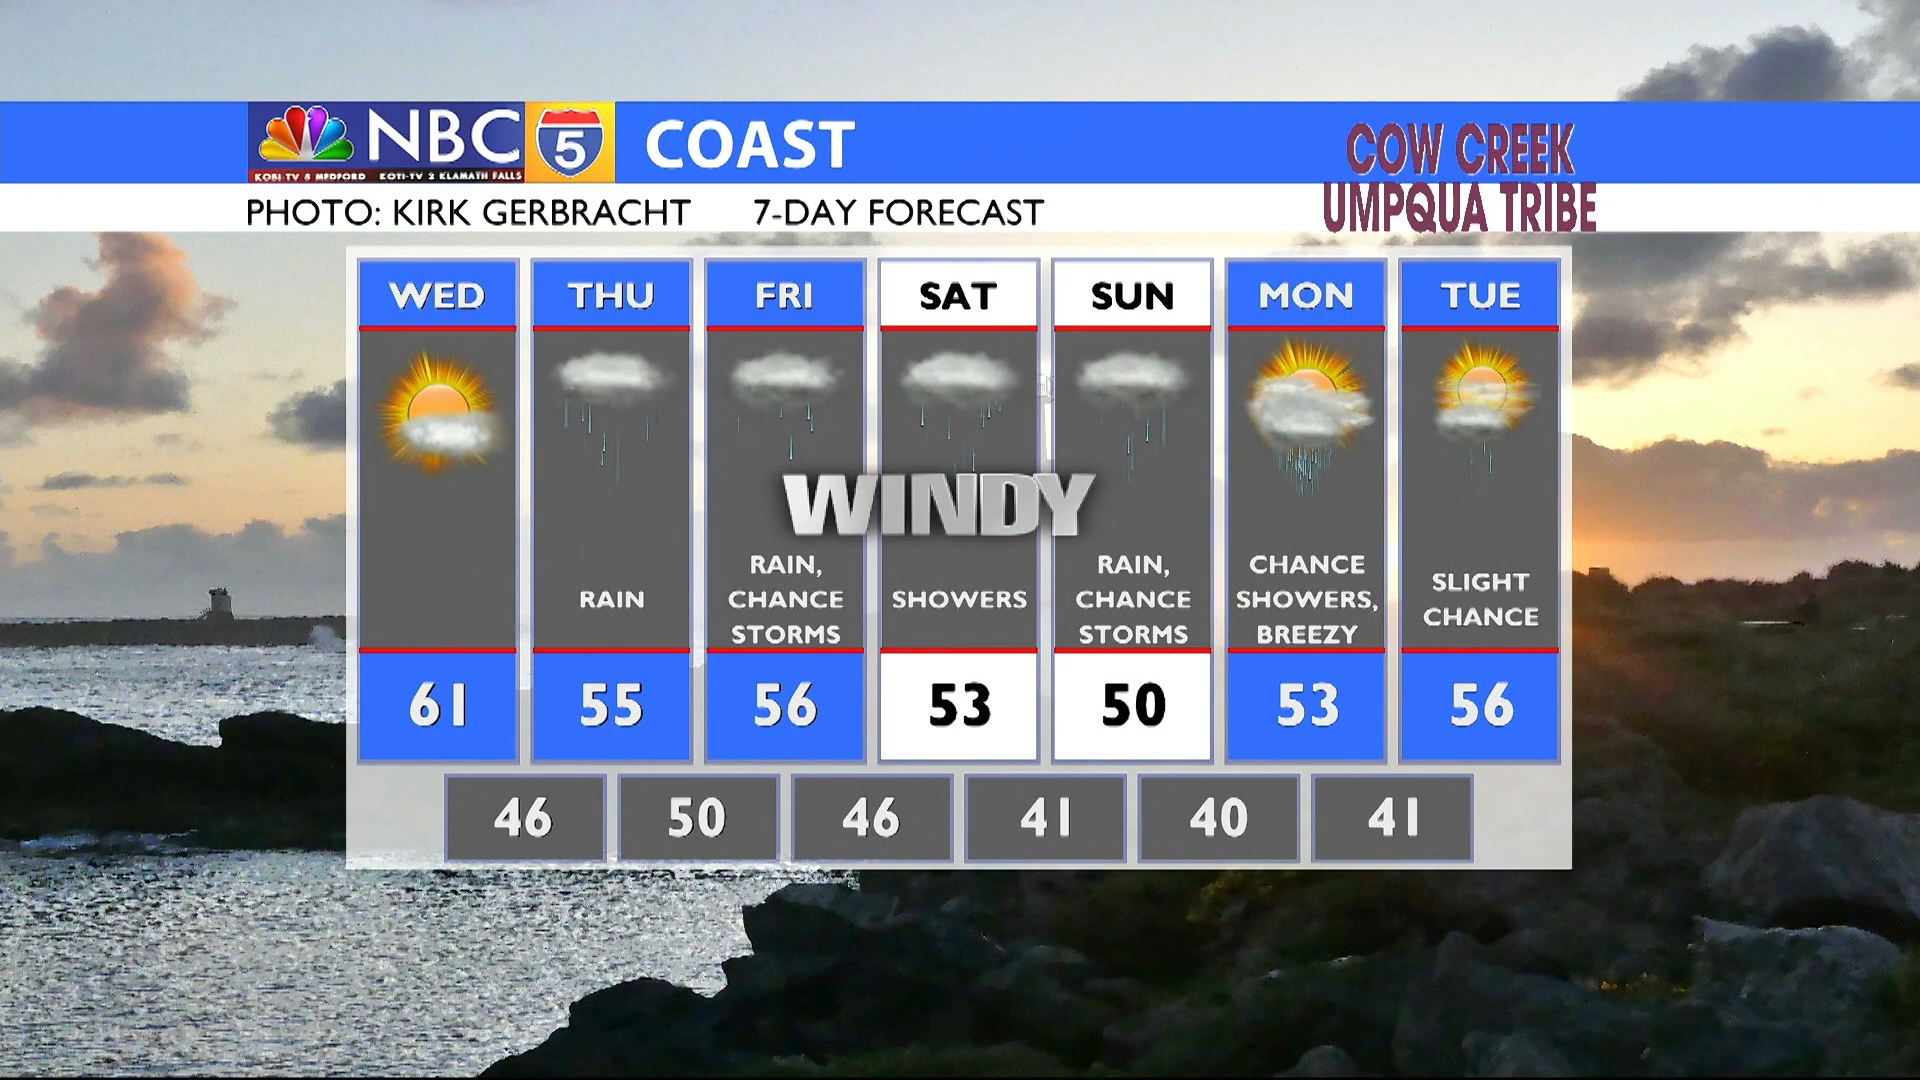 NBC 5 COAST
KOBI-TV 5 MEDFORD KOTI-TV 2 KLAMATH FALLS
COW CREEK
UMPQUA TRIBE
PHOTO: KIRK GERBRACHT 7-DAY FORECAST
WED THU FRI SAT SUN MON TUE
WINDY
RAIN
RAIN,
CHANCE
STORMS
SHOWERS
RAIN,
CHANCE
STORMS
CHANCE
SHOWERS,
BREEZY
SLIGHT
CHANCE
61 55 56 53 50 53 56
46 50 46 41 40 41